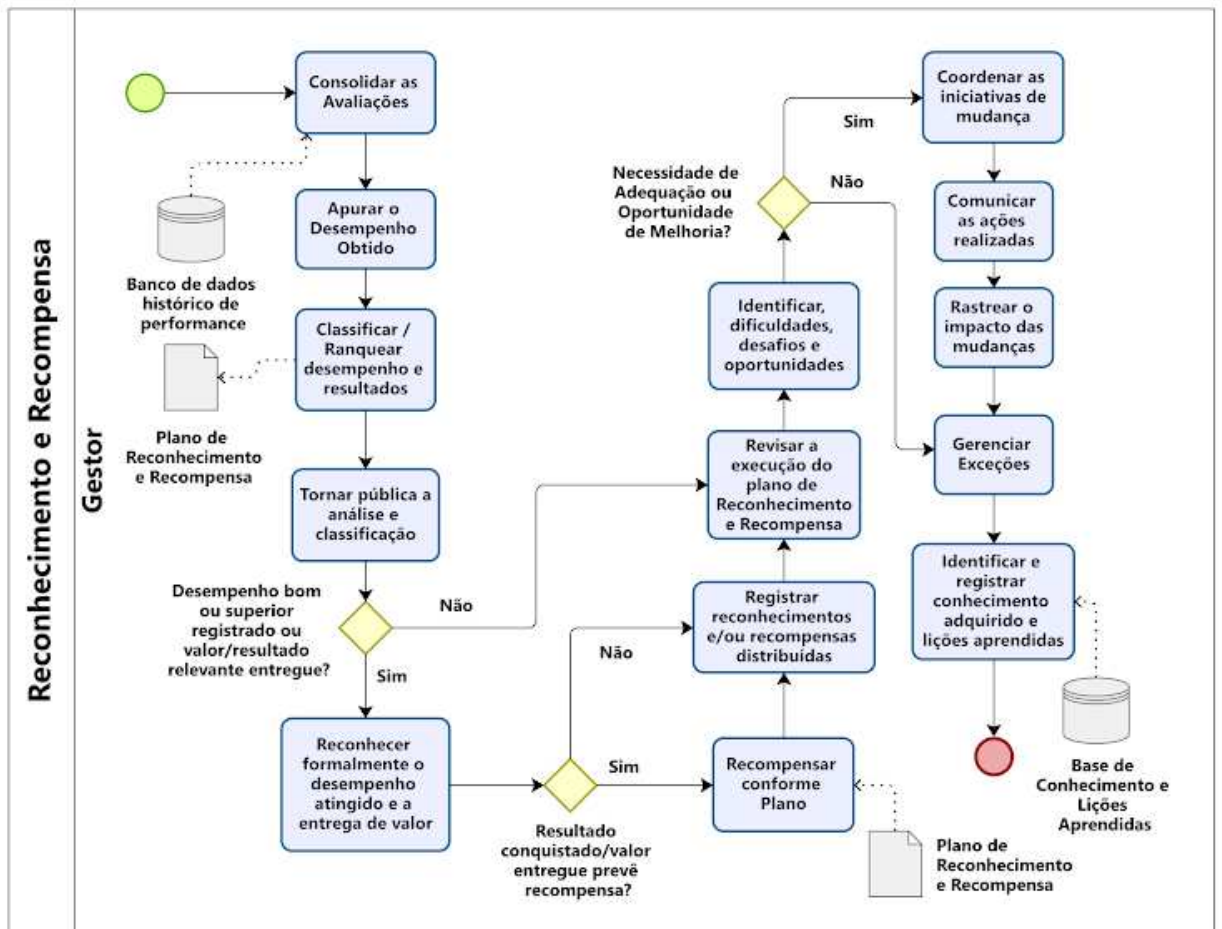 Reconhecimento e Recompensa
Gestor
Consolidar as
Avaliações
Banco de dados
histórico de
performance
Apurar o
Desempenho
Obtido
Classificar /
Ranquear
desempenho e
resultados
Plano de
Reconhecimento
e Recompensa
Tornar pública a
análise e
classificação
Desempenho bom
ou superior
registrado ou
valor/resultado
relevante entregue?
Não
Sim
Reconhecer
formalmente o
desempenho
atingido e a
entrega de valor
Resultado
conquistado/valor
entregue prevê
recompensa?
Não
Sim
Recompensar
conforme
Plano
Plano de
Reconhecimento
e Recompensa
Registrar
reconhecimentos
e/ou recompensas
distribuídas
Revisar a
execução do
plano de
Reconhecimento
e Recompensa
Identificar,
dificuldades,
desafios e
oportunidades
Necessidade de
Adequação ou
Oportunidade
de Melhoria?
Sim
Não
Coordenar as
iniciativas de
mudança
Comunicar
as ações
realizadas
Rastrear o
impacto das
mudanças
Gerenciar
Exceções
Identificar e
registrar
conhecimento
adquirido e
lições aprendidas
Base de
Conhecimento e
Lições
Aprendidas